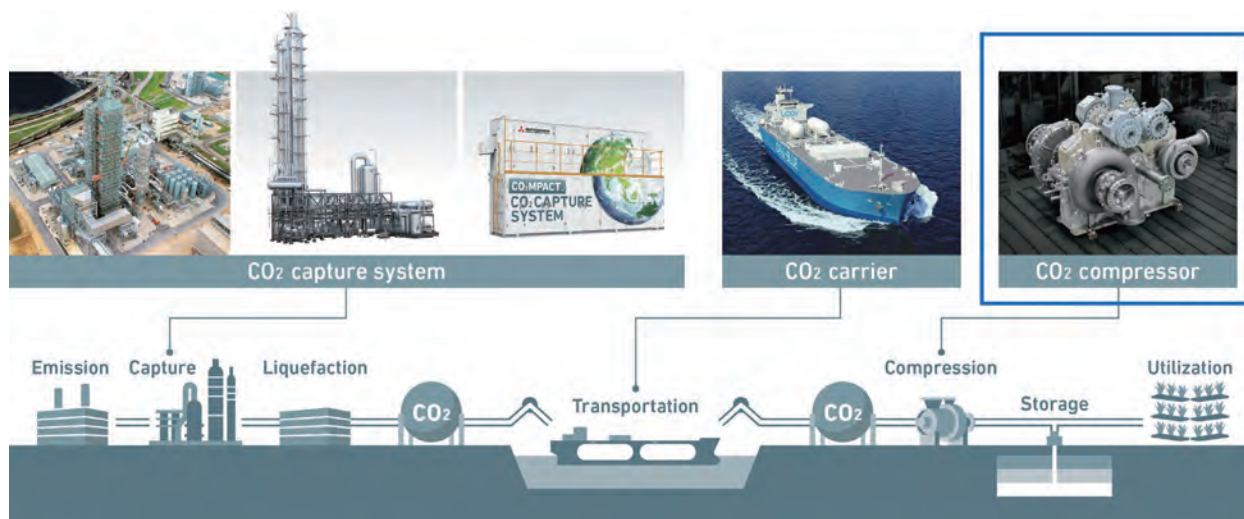 CO2MPACT
CO2 CAPTURE
SYSTEM
CO2 capture system
CO2 carrier
CO2 compressor
Emission
Capture
Liquefaction
Transportation
Compression
Storage
Utilization
CO2
CO2